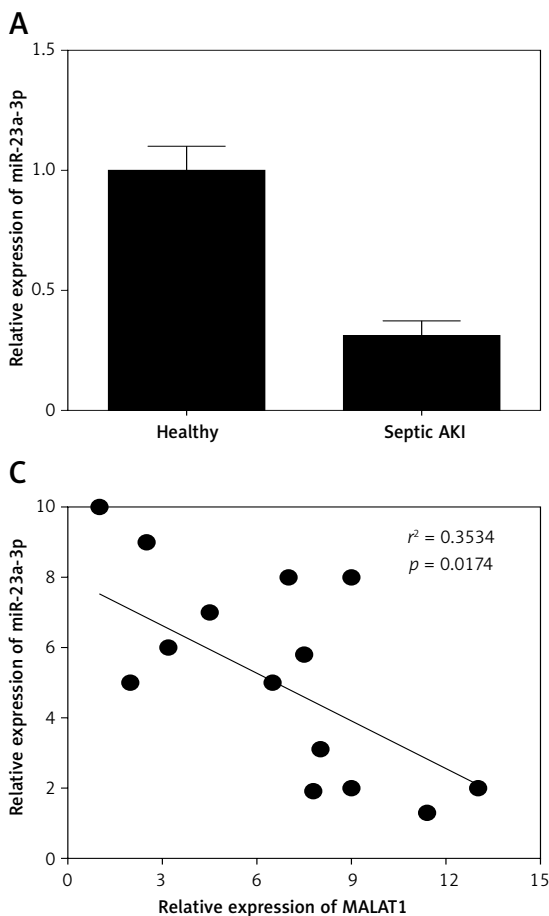 A
Relative expression of miR-23a-3p
1.5
1.0
0.5
0
Healthy Septic AKI
C
Relative expression of miR-23a-3p
10
8
6
4
2
0
r² = 0.3534
p = 0.0174
0 3 6 9 12 15
Relative expression of MALAT1